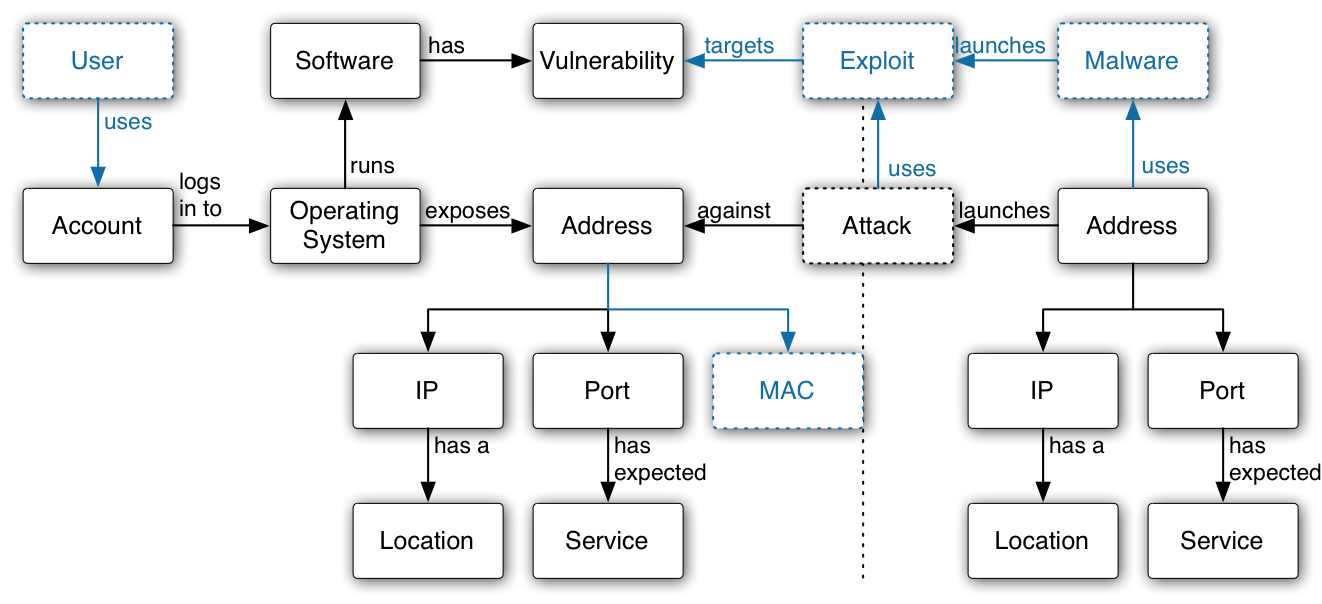 User
Software
has
Vulnerability
targets
Exploit
launches
Malware
uses
runs
uses
uses
Account
logs
in to
Operating
System
exposes
Address
against
Attack
launches
Address
IP
Port
MAC
IP
Port
has a
has
expected
has a
has
expected
Location
Service
Location
Service